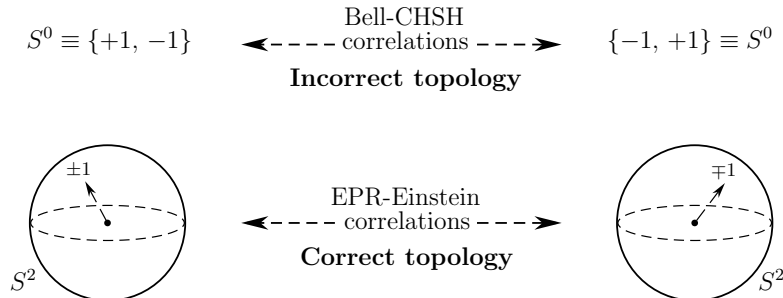 Bell-CHSH
S⁰ ≡ {+1, −1} correlations {−1, +1} ≡ S⁰
Incorrect topology
±1 ∓1
EPR-Einstein
correlations
Correct topology
S² S²